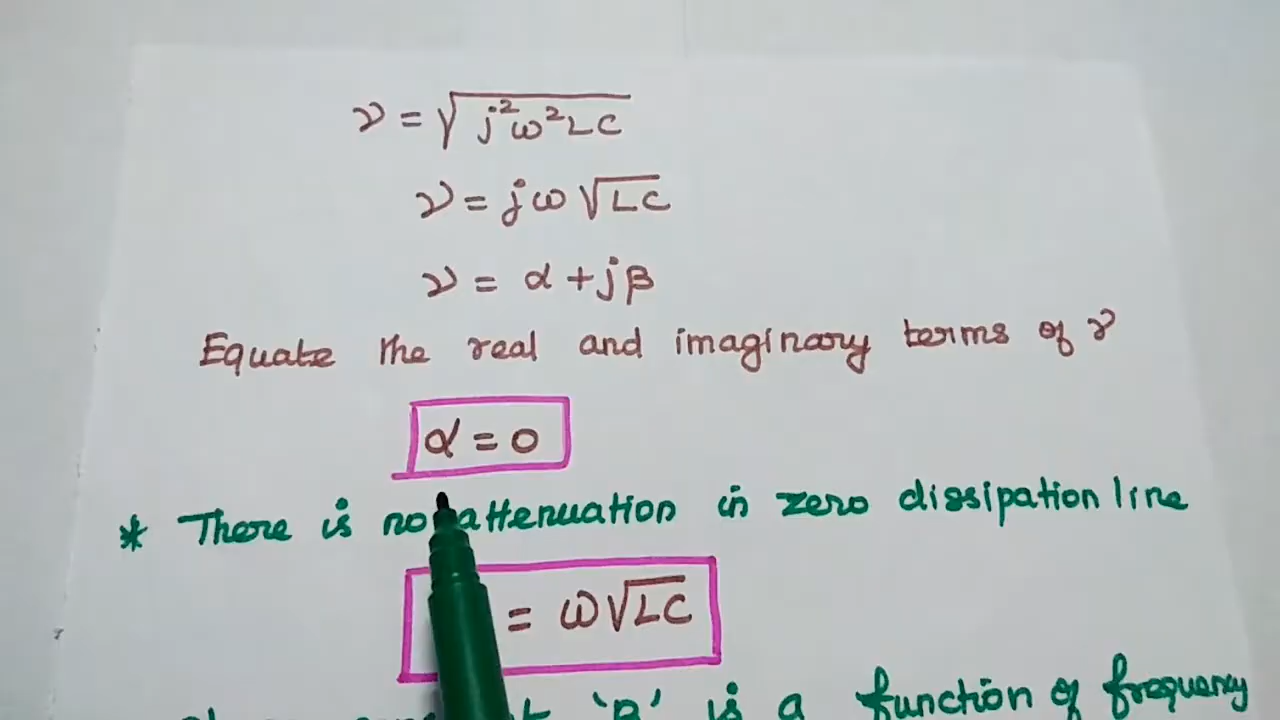 γ = √j²ω²LC
γ = jω √LC
γ = α + jβ
Equate the real and imaginary terms of γ
α = 0
* There is no attenuation in zero dissipation line
= ω√LC
'β' is a function of frequency